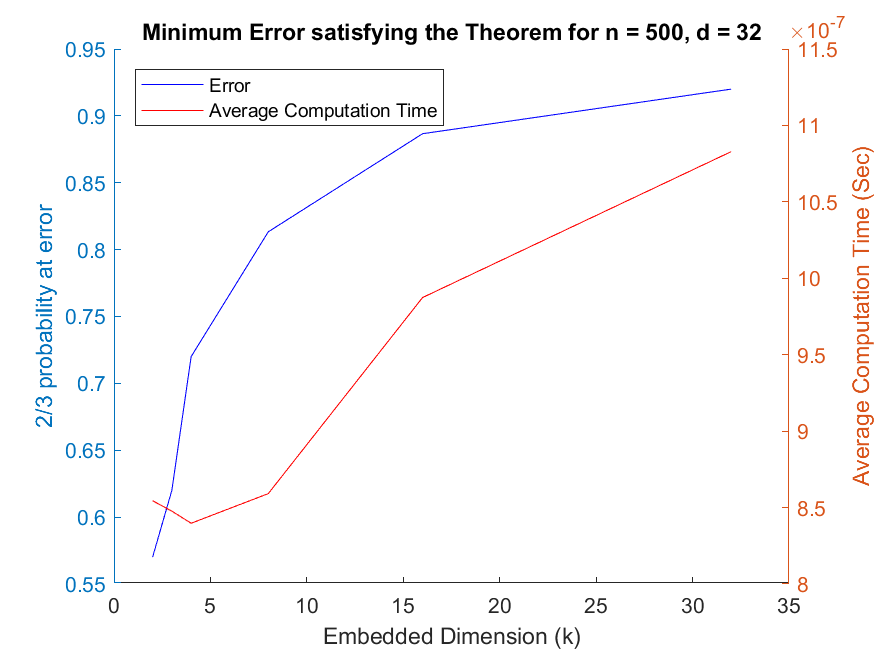 Minimum Error satisfying the Theorem for n = 500, d = 32
×10^-7
Error
Average Computation Time
2/3 probability at error
0.95
0.9
0.85
0.8
0.75
0.7
0.65
0.6
0.55
11.5
11
10.5
10
9.5
9
8.5
8
Average Computation Time (Sec)
0 5 10 15 20 25 30 35
Embedded Dimension (k)